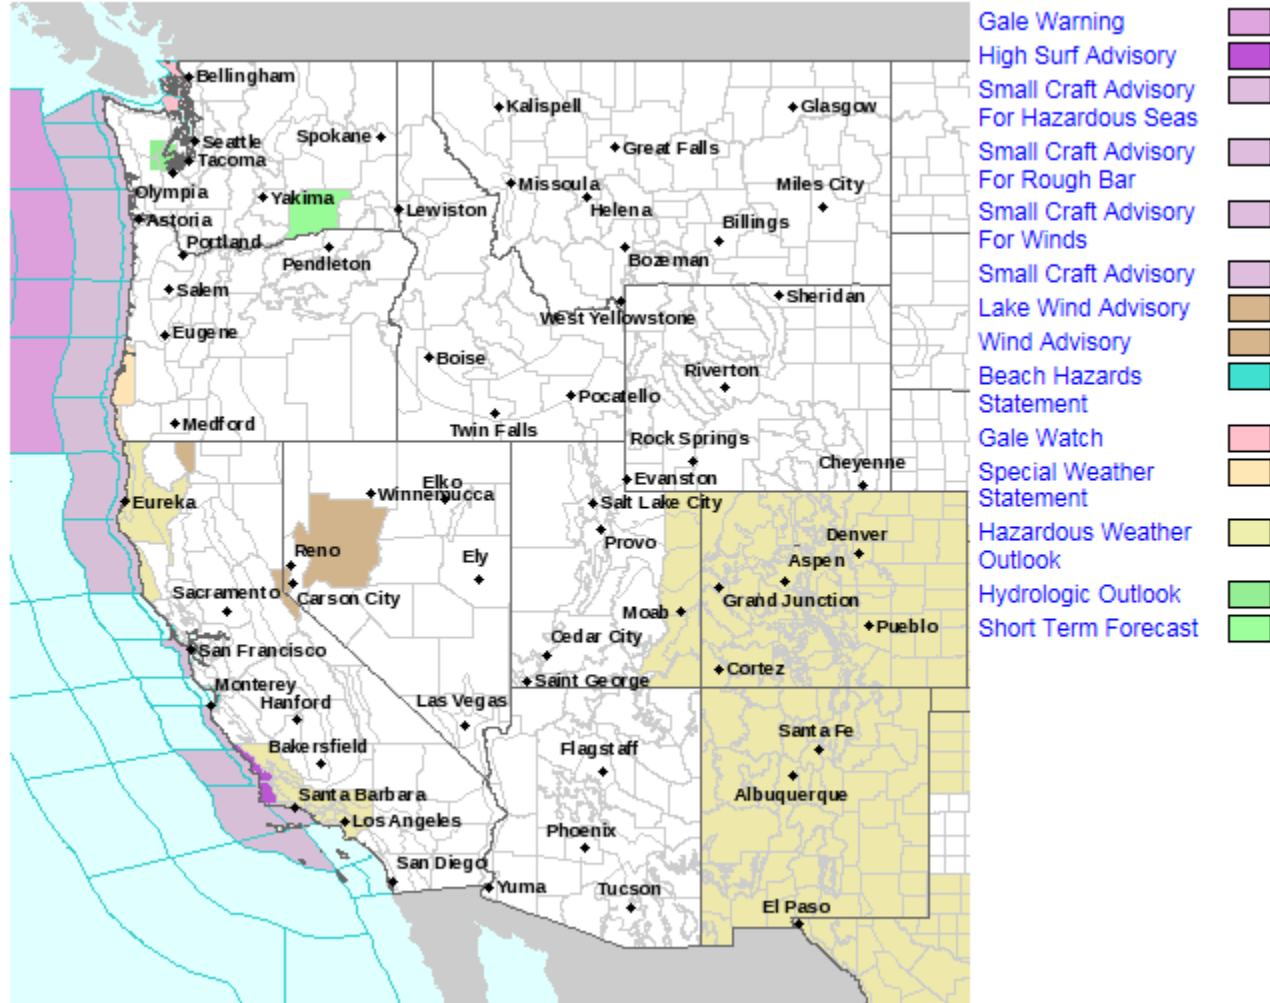 Bellingham
Kalispell
Glasgow
Seattle
Spokane
Tacoma
Great Falls
Olympia
Yakima
Missoula
Miles City
Astoria
Lewiston
Helena
Billings
Portland
Pendleton
Bozeman
Salem
Sheridan
West Yellowstone
Eugene
Boise
Riverton
Pocatello
Medford
Twin Falls
Rock Springs
Cheyenne
Elko
Evanston
Winnemucca
Eureka
Salt Lake City
Reno
Provo
Denver
Ely
Aspen
Sacramento
Carson City
Grand Junction
Moab
Pueblo
Cedar City
San Francisco
Cortez
Saint George
Monterey
Hanford
Las Vegas
Santa Fe
Bakersfield
Flagstaff
Santa Barbara
Albuquerque
Los Angeles
Phoenix
San Diego
Yuma
Tucson
El Paso
Gale Warning
High Surf Advisory
Small Craft Advisory
For Hazardous Seas
Small Craft Advisory
For Rough Bar
Small Craft Advisory
For Winds
Small Craft Advisory
Lake Wind Advisory
Wind Advisory
Beach Hazards
Statement
Gale Watch
Special Weather
Statement
Hazardous Weather
Outlook
Hydrologic Outlook
Short Term Forecast